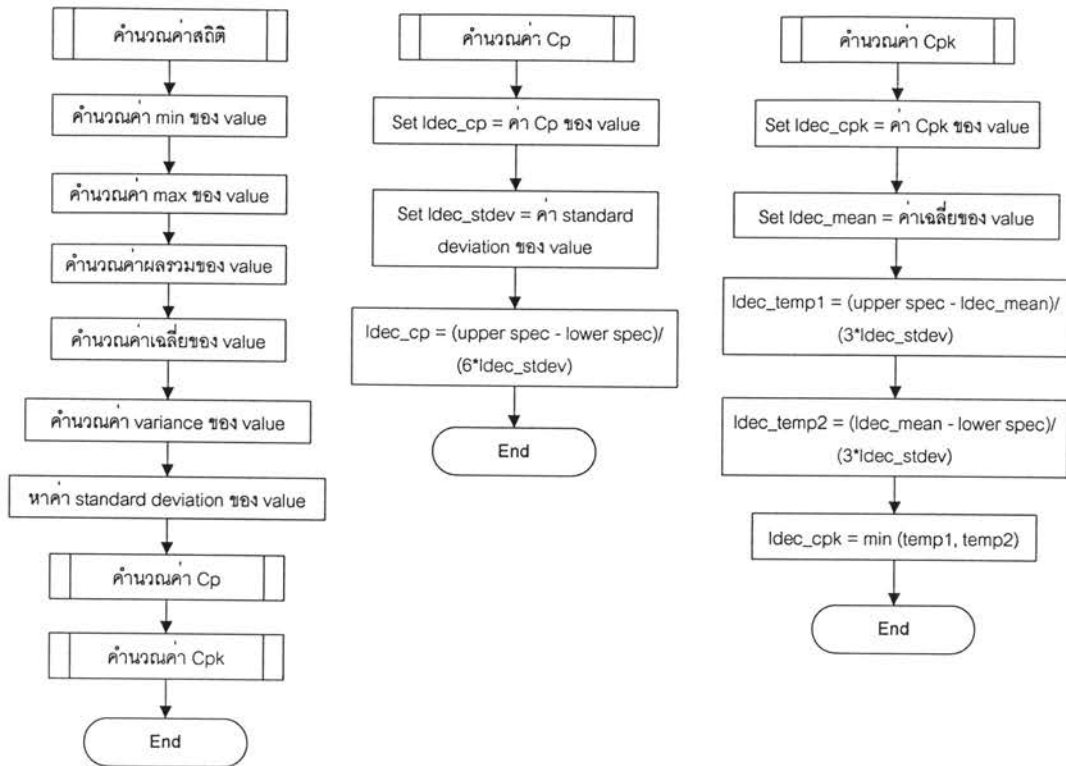 คำนวณค่าสถิติ
คำนวณค่า min ของ value
คำนวณค่า max ของ value
คำนวณค่าผลรวมของ value
คำนวณค่าเฉลี่ยของ value
คำนวณค่า variance ของ value
หาค่า standard deviation ของ value
คำนวณค่า Cp
คำนวณค่า Cpk
End
คำนวณค่า Cp
Set ldec_cp = ค่า Cp ของ value
Set ldec_stdev = ค่า standard
deviation ของ value
ldec_cp = (upper spec - lower spec)/
(6*ldec_stdev)
End
คำนวณค่า Cpk
Set ldec_cpk = ค่า Cpk ของ value
Set ldec_mean = ค่าเฉลี่ยของ value
ldec_temp1 = (upper spec - ldec_mean)/
(3*ldec_stdev)
ldec_temp2 = (ldec_mean - lower spec)/
(3*ldec_stdev)
ldec_cpk = min (temp1, temp2)
End